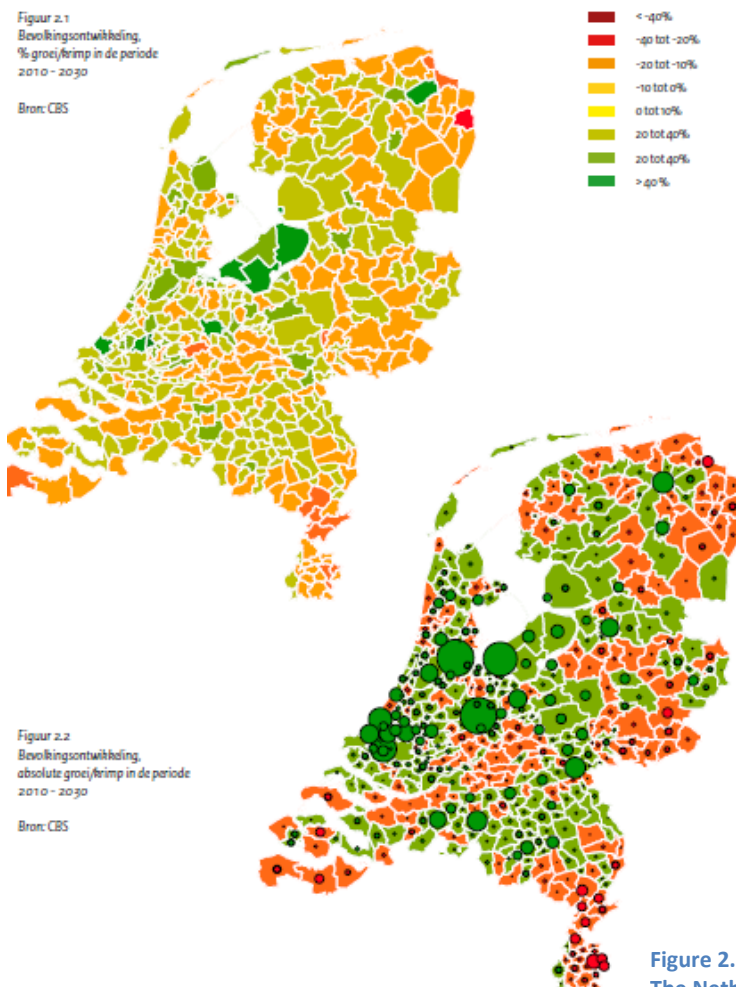 Figuur 2.1
Bevolkingsontwikkeling,
% groei/krimp in de periode
2010 - 2030
Bron: CBS
< -40%
-40 tot -20%
-20 tot -10%
-10 tot 0%
0 tot 10%
20 tot 40%
20 tot 40%
> 40 %
Figuur 2.2
Bevolkingsontwikkeling,
absolute groei/krimp in de periode
2010 - 2030
Bron: CBS
Figure 2.
The Neth